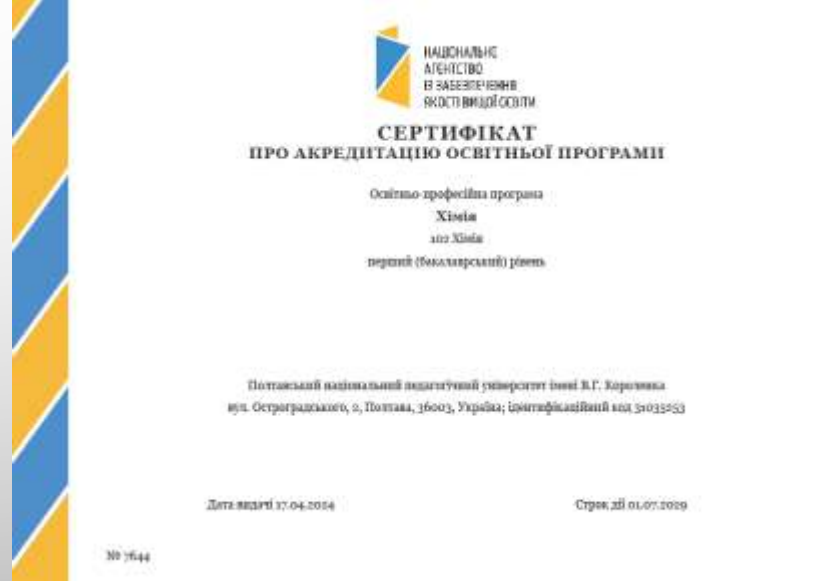 НАЦІОНАЛЬНЕ
АГЕНТСТВО
ІЗ ЗАБЕЗПЕЧЕННЯ
ЯКОСТІ ВИЩОЇ ОСВІТИ
СЕРТИФІКАТ
ПРО АКРЕДИТАЦІЮ ОСВІТНЬОЇ ПРОГРАМИ
Освітньо-професійна програма
Хімія
102 Хімія
перший (бакалаврський) рівень
Полтавський національний педагогічний університет імені В.Г. Короленка
вул. Остроградського, 2, Полтава, 36003, Україна; ідентифікаційний код 31035253
Дата видачі 17.04.2024
Строк дії 01.07.2029
№ 7644